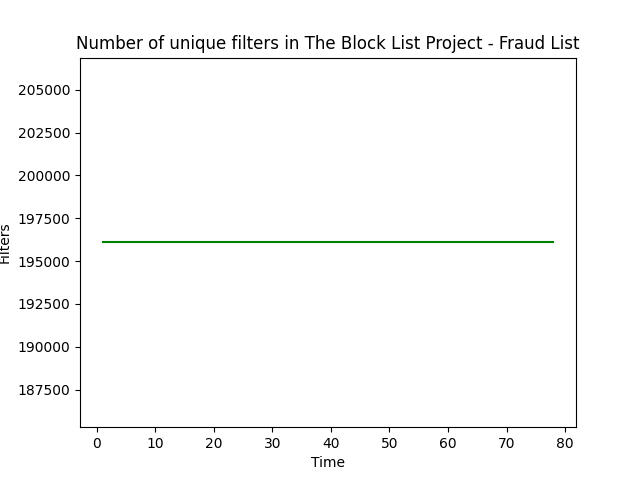 Number of unique filters in The Block List Project - Fraud List
205000
202500
200000
197500
195000
192500
190000
187500
Filters
0 10 20 30 40 50 60 70 80
Time